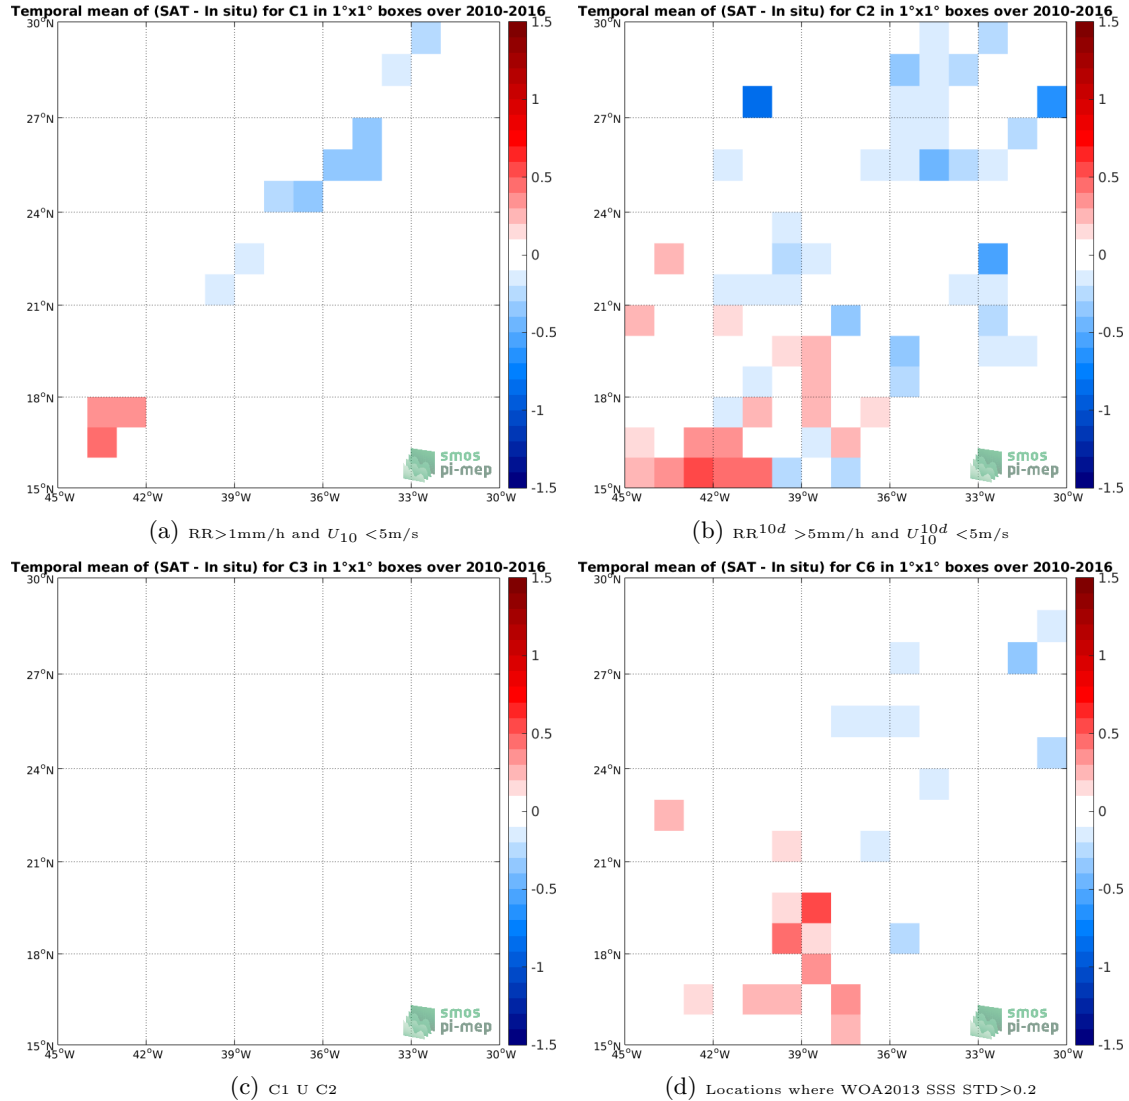 Temporal mean of (SAT - In situ) for C1 in 1°x1° boxes over 2010-2016
30°N
27°N
24°N
21°N
18°N
15°N
45°W
42°W
39°W
36°W
33°W
30°W
1.5
1
0.5
0
-0.5
-1
-1.5
smos
pi-mep
(a) RR>1mm/h and U10 <5m/s
Temporal mean of (SAT - In situ) for C2 in 1°x1° boxes over 2010-2016
30°N
27°N
24°N
21°N
18°N
15°N
45°W
42°W
39°W
36°W
33°W
30°W
1.5
1
0.5
0
-0.5
-1
-1.5
smos
pi-mep
(b) RR^10d >5mm/h and U_10^10d <5m/s
Temporal mean of (SAT - In situ) for C3 in 1°x1° boxes over 2010-2016
30°N
27°N
24°N
21°N
18°N
15°N
45°W
42°W
39°W
36°W
33°W
30°W
1.5
1
0.5
0
-0.5
-1
-1.5
smos
pi-mep
(c) C1 U C2
Temporal mean of (SAT - In situ) for C6 in 1°x1° boxes over 2010-2016
30°N
27°N
24°N
21°N
18°N
15°N
45°W
42°W
39°W
36°W
33°W
30°W
1.5
1
0.5
0
-0.5
-1
-1.5
smos
pi-mep
(d) Locations where WOA2013 SSS STD>0.2